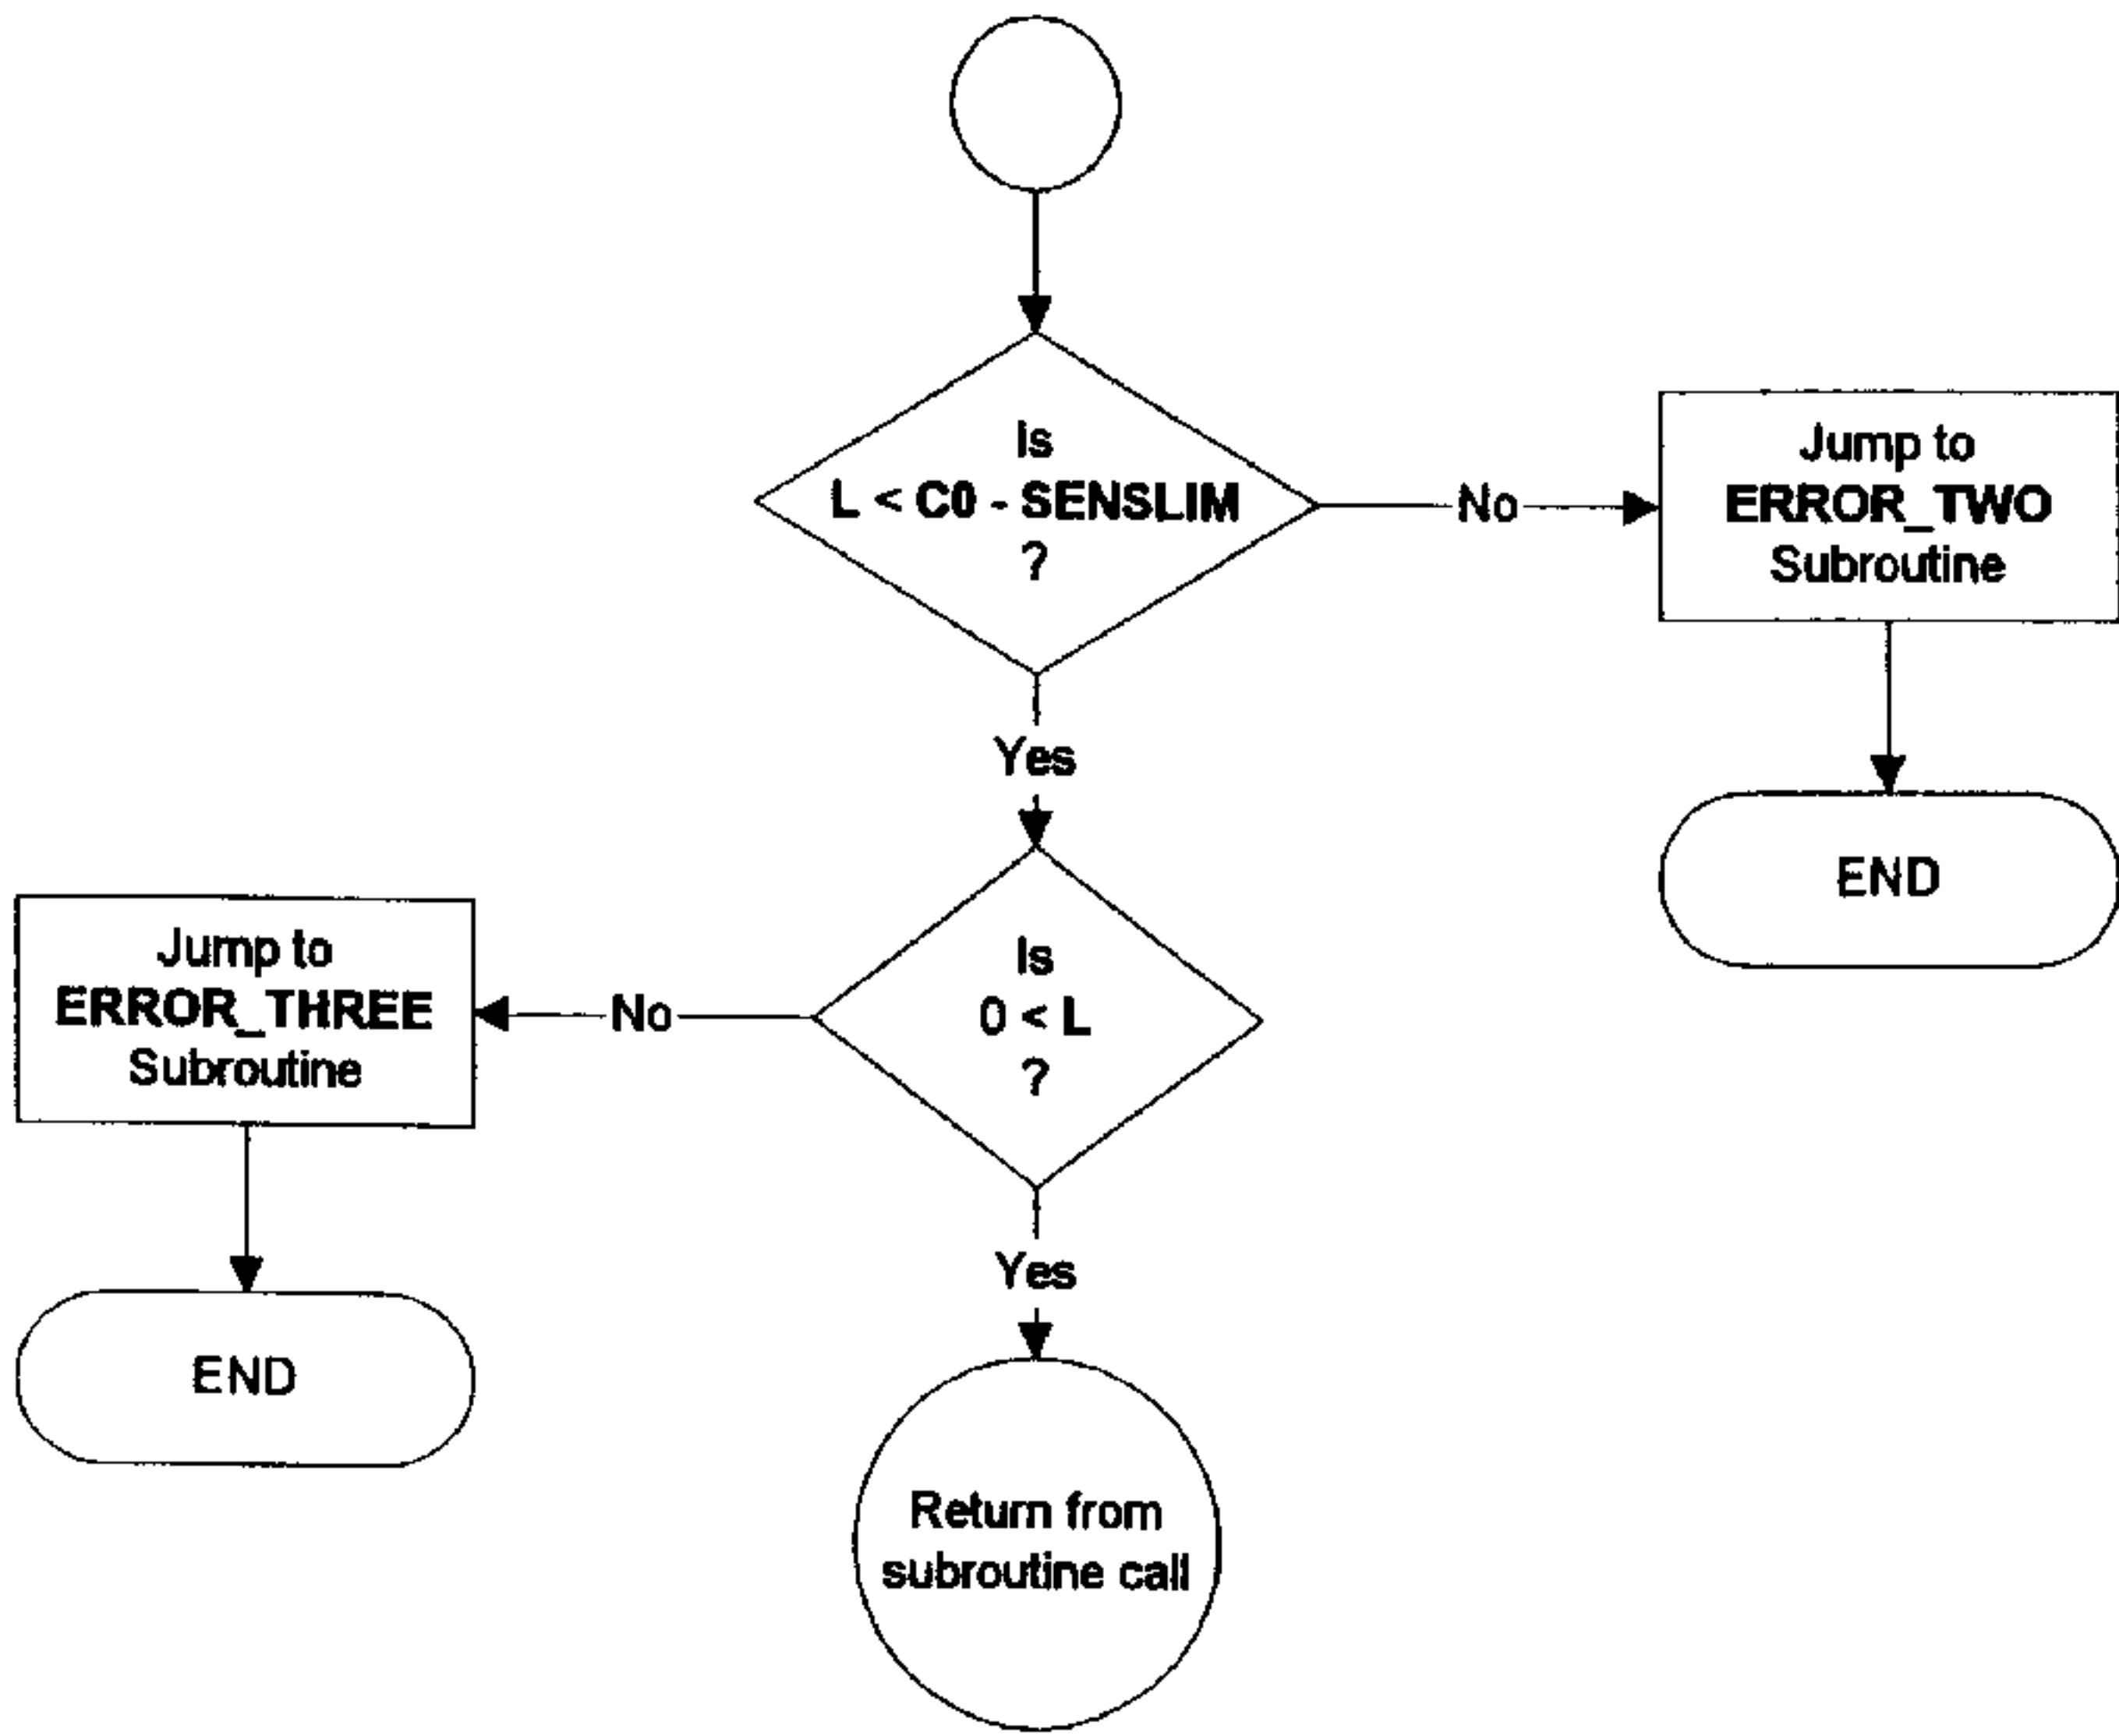 Is
L < C0 - SENSLIM
?
No
Jump to
ERROR_TWO
Subroutine
END
Yes
Is
0 < L
?
No
Jump to
ERROR_THREE
Subroutine
END
Yes
Return from
subroutine call